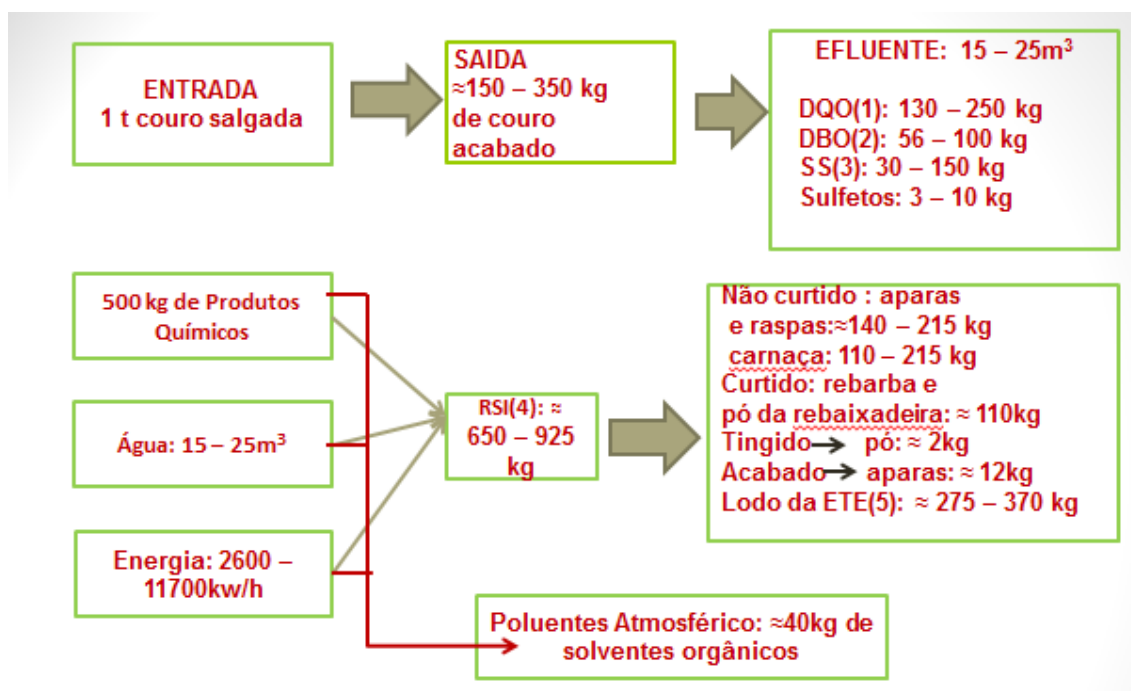 ENTRADA
1 t couro salgada
SAIDA
≈150 – 350 kg
de couro
acabado
EFLUENTE: 15 – 25m³
DQO(1): 130 – 250 kg
DBO(2): 56 – 100 kg
SS(3): 30 – 150 kg
Sulfetos: 3 – 10 kg
500 kg de Produtos
Químicos
Água: 15 – 25m³
Energia: 2600 –
11700kw/h
RSI(4): ≈
650 – 925
kg
Não curtido : aparas
e raspas:≈140 – 215 kg
carnaça: 110 – 215 kg
Curtido: rebarba e
pó da rebaixadeira: ≈ 110kg
Tingido → pó: ≈ 2kg
Acabado → aparas: ≈ 12kg
Lodo da ETE(5): ≈ 275 – 370 kg
Poluentes Atmosférico: ≈40kg de
solventes orgânicos